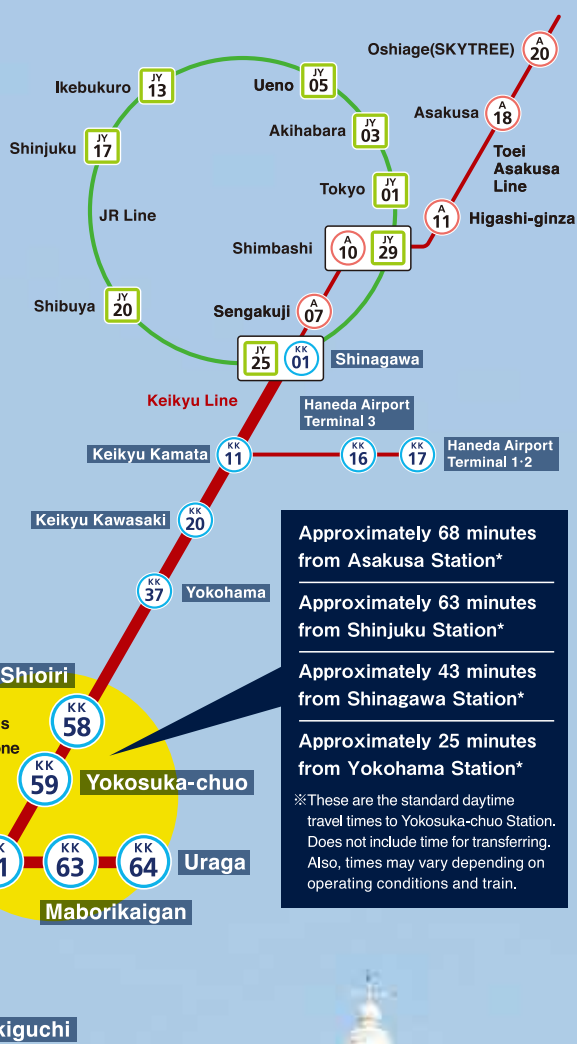 Oshiage(SKYTREE)
A
20
Ikebukuro
JY
13
Ueno
JY
05
Asakusa
A
18
Akihabara
JY
03
Shinjuku
JY
17
Toei
Asakusa
Line
Tokyo
JY
01
JR Line
A
11
Higashi-ginza
Shimbashi
A
10
JY
29
Shibuya
JY
20
Sengakuji
A
07
JY
25
KK
01
Shinagawa
Keikyu Line
Haneda Airport
Terminal 3
Keikyu Kamata
KK
11
KK
16
KK
17
Haneda Airport
Terminal 1·2
Keikyu Kawasaki
KK
20
KK
37
Yokohama
Approximately 68 minutes
from Asakusa Station*
Approximately 63 minutes
from Shinjuku Station*
Approximately 43 minutes
from Shinagawa Station*
Approximately 25 minutes
from Yokohama Station*
※These are the standard daytime
travel times to Yokosuka-chuo Station.
Does not include time for transferring.
Also, times may vary depending on
operating conditions and train.
Shioiri
KK
58
KK
59
Yokosuka-chuo
KK
63
KK
64
Uraga
Maborikaigan